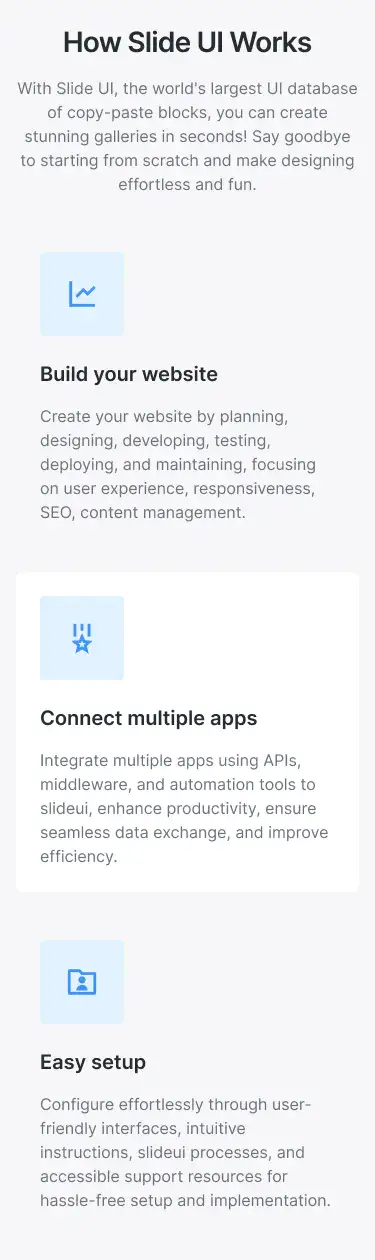 How Slide UI Works
With Slide UI, the world's largest UI database
of copy-paste blocks, you can create
stunning galleries in seconds! Say goodbye
to starting from scratch and make designing
effortless and fun.
Build your website
Create your website by planning,
designing, developing, testing,
deploying, and maintaining, focusing
on user experience, responsiveness,
SEO, content management.
Connect multiple apps
Integrate multiple apps using APIs,
middleware, and automation tools to
slideui, enhance productivity, ensure
seamless data exchange, and improve
efficiency.
Easy setup
Configure effortlessly through user-
friendly interfaces, intuitive
instructions, slideui processes, and
accessible support resources for
hassle-free setup and implementation.